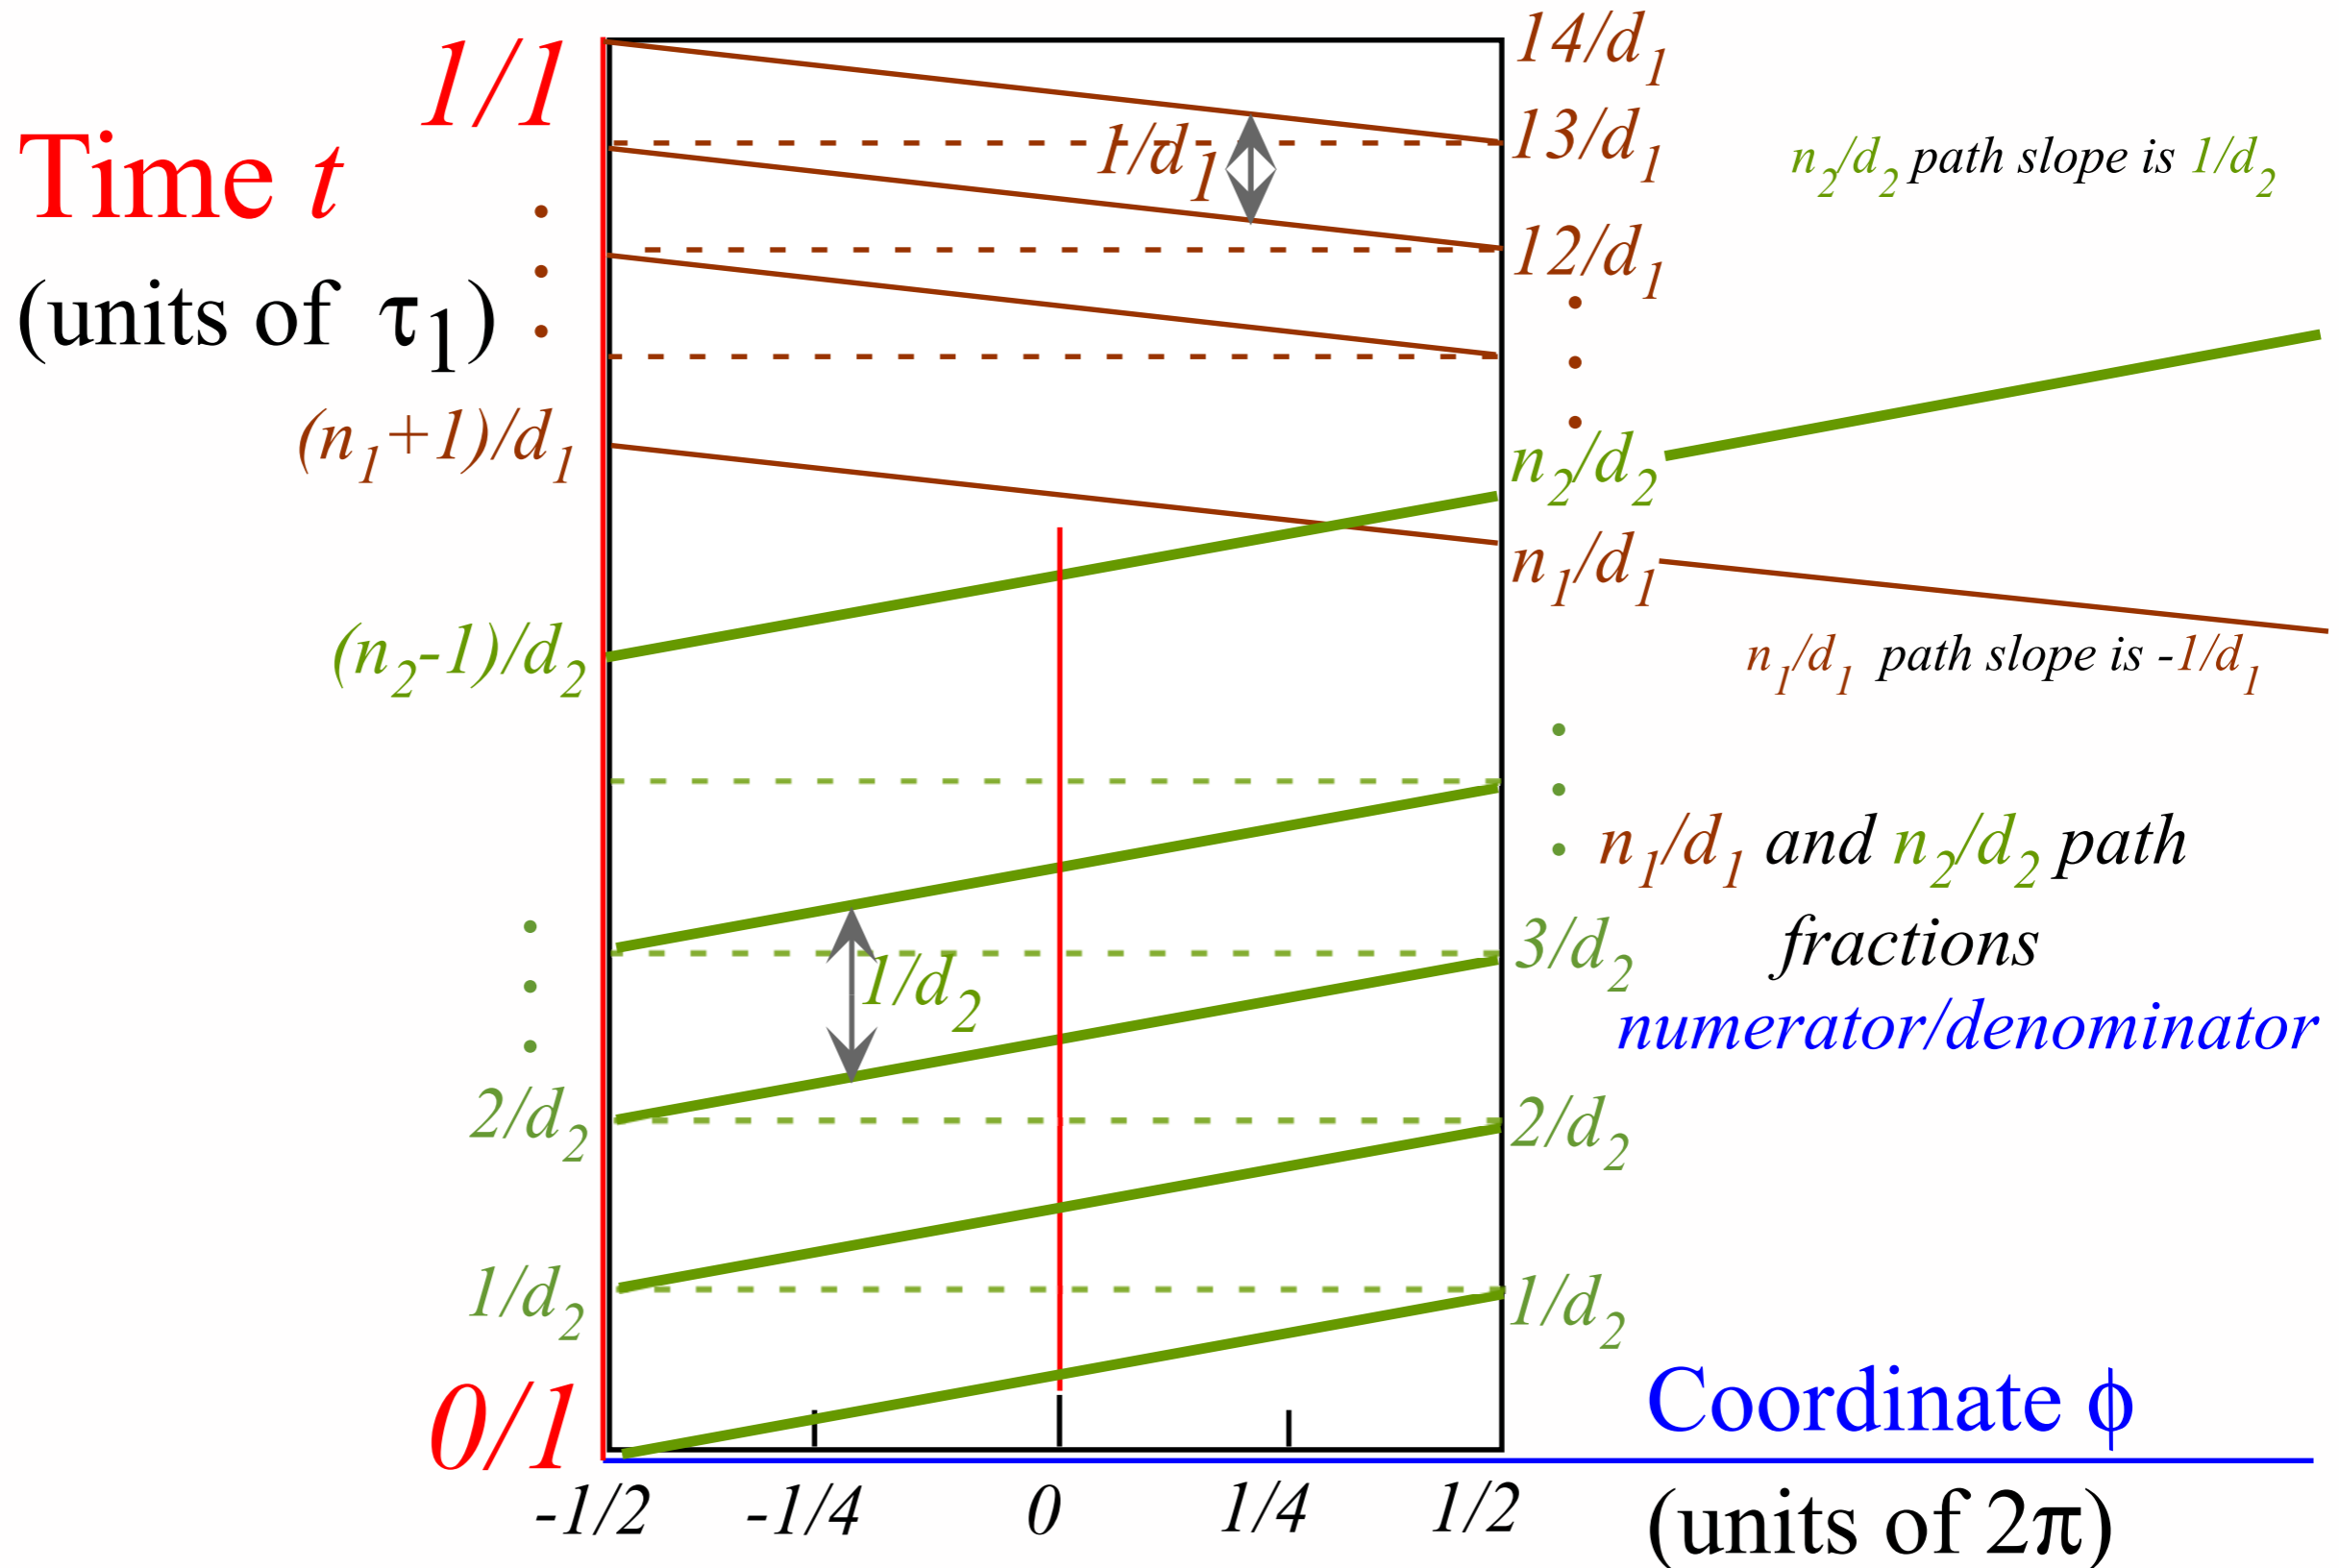 1/1
14/d1
Time t
1/d1
13/d1
n2/d2 path slope is 1/d2
(units of τ1)
12/d1
(n1+1)/d1
n2/d2
n1/d1
(n2-1)/d2
n1/d1 path slope is -1/d1
n1/d1 and n2/d2 path
fractions
numerator/denominator
1/d2
3/d2
2/d2
2/d2
1/d2
1/d2
0/1
Coordinate ϕ
(units of 2π)
-1/2 -1/4 0 1/4 1/2